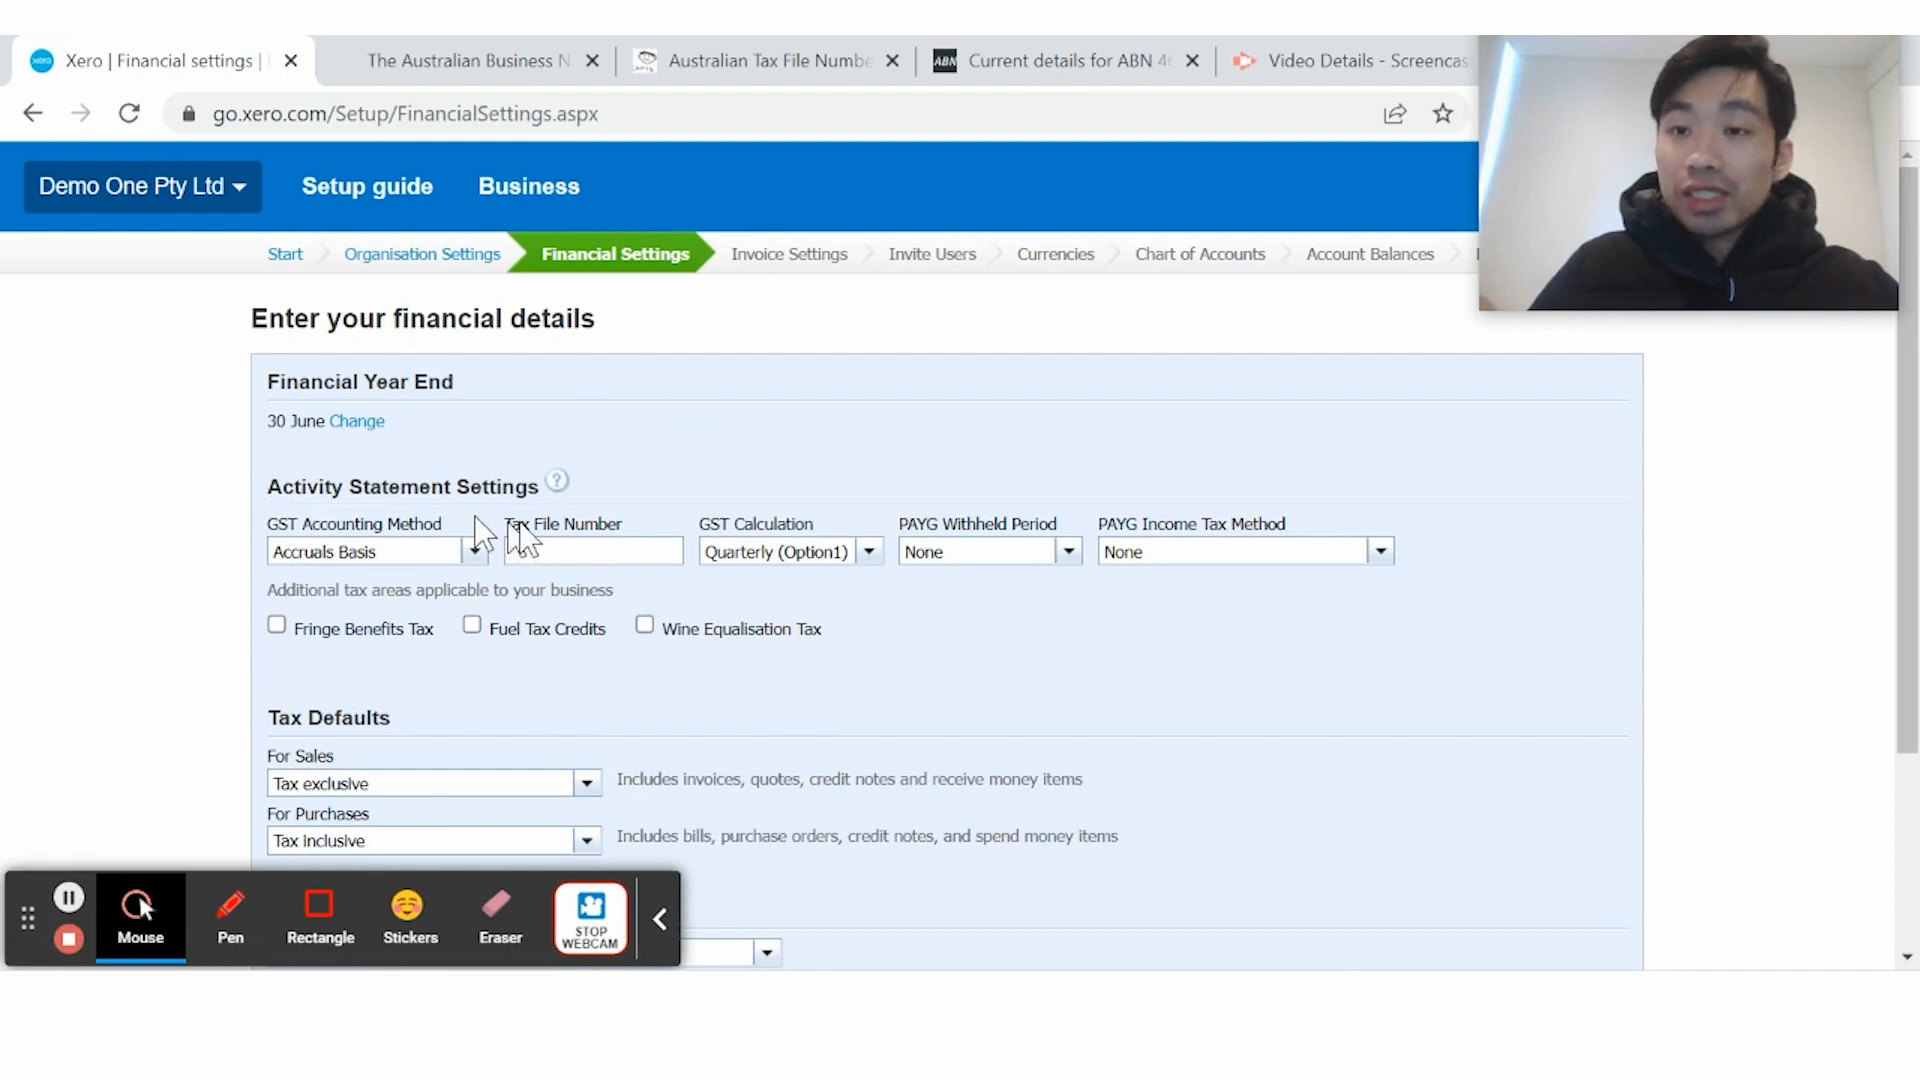 Xero | Financial settings |
The Australian Business N
Australian Tax File Numbe
ABN
Current details for ABN 46
Video Details - Screencas
go.xero.com/Setup/FinancialSettings.aspx
Demo One Pty Ltd
Setup guide
Business
Start
Organisation Settings
Financial Settings
Invoice Settings
Invite Users
Currencies
Chart of Accounts
Account Balances
Enter your financial details
Financial Year End
30 June Change
Activity Statement Settings ?
GST Accounting Method
Tax File Number
GST Calculation
PAYG Withheld Period
PAYG Income Tax Method
Accruals Basis
Quarterly (Option1)
None
None
Additional tax areas applicable to your business
Fringe Benefits Tax
Fuel Tax Credits
Wine Equalisation Tax
Tax Defaults
For Sales
Tax exclusive
Includes invoices, quotes, credit notes and receive money items
For Purchases
Tax inclusive
Includes bills, purchase orders, credit notes, and spend money items
Mouse
Pen
Rectangle
Stickers
Eraser
STOP
WEBCAM